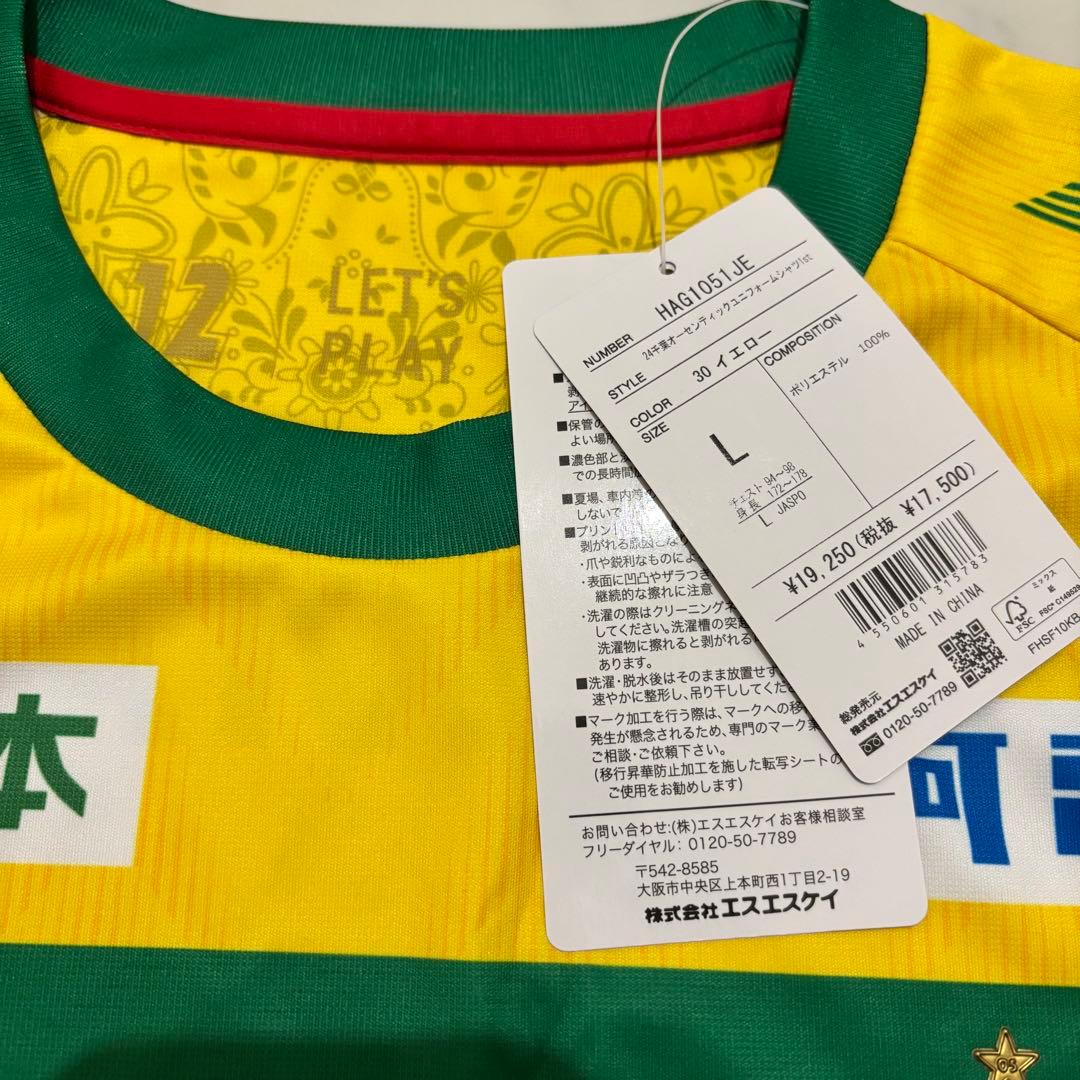 12
LET'S
PLAY
NUMBER HAG1051JE
24千葉オーセンティックユニフォームシャツ1st
STYLE
COLOR 30 イエロー
SIZE
L
チェスト 94～98
身長 172～178
L JASPO
COMPOSITION
ポリエステル 100%
¥19,250(税抜 ¥17,500)
4 550601 315783
MADE IN CHINA
FSC
ミックス
紙
FHSF10KB
総発売元
株式会社エスエスケイ
0120-50-7789
■保管の
よい場所
■濃色部と
での長時間
■夏場、車内等
しないで
■プリン
剥がれる原因となり
・爪や鋭利なものによ
・表面に凹凸やザラつき
継続的な擦れに注意
・洗濯の際はクリーニングネ
してください。洗濯槽の突起
洗濯物に擦れると剥がれる
あります。
■洗濯・脱水後はそのまま放置せず
速やかに整形し、吊り干ししてくださ
■マーク加工を行う際は、マークへの移
発生が懸念されるため、専門のマーク業
ご相談・ご依頼下さい。
(移行昇華防止加工を施した転写シートの
ご使用をお勧めします)
お問い合わせ:(株)エスエスケイお客様相談室
フリーダイヤル: 0120-50-7789
〒542-8585
大阪市中央区上本町西1丁目2-19
株式会社エスエスケイ
本
河
05